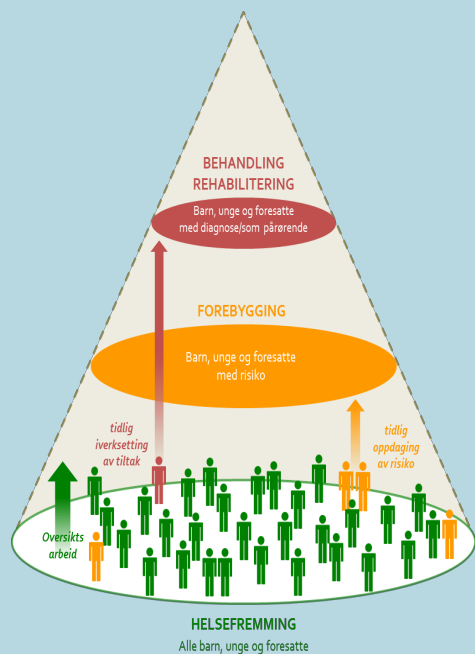 BEHANDLING
REHABILITERING
Barn, unge og foresatte
med diagnose/som pårørende
FOREBYGGING
Barn, unge og foresatte
med risiko
tidlig
iverksetting
av tiltak
tidlig
oppdaging
av risiko
Oversikts
arbeid
HELSEFREMMING
Alle barn, unge og foresatte